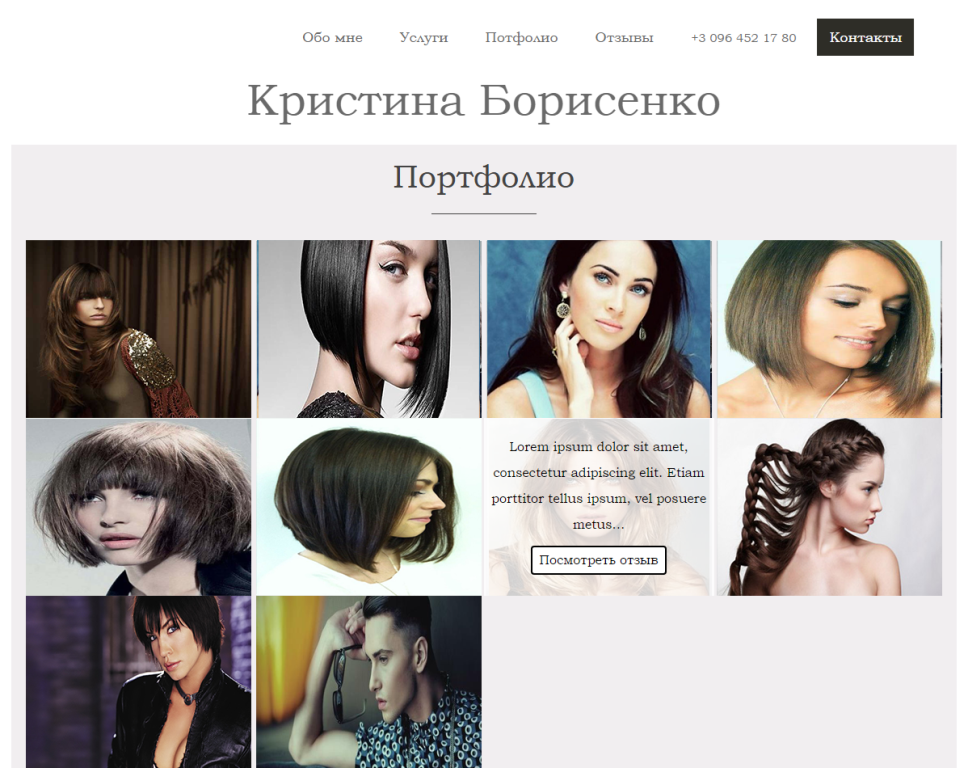 Обо мне Услуги Потфолио Отзывы +3 096 452 17 80 Контакты
Кристина Борисенко
Портфолио
Lorem ipsum dolor sit amet,
consectetur adipiscing elit. Etiam
porttitor tellus ipsum, vel posuere
metus...
Посмотреть отзыв